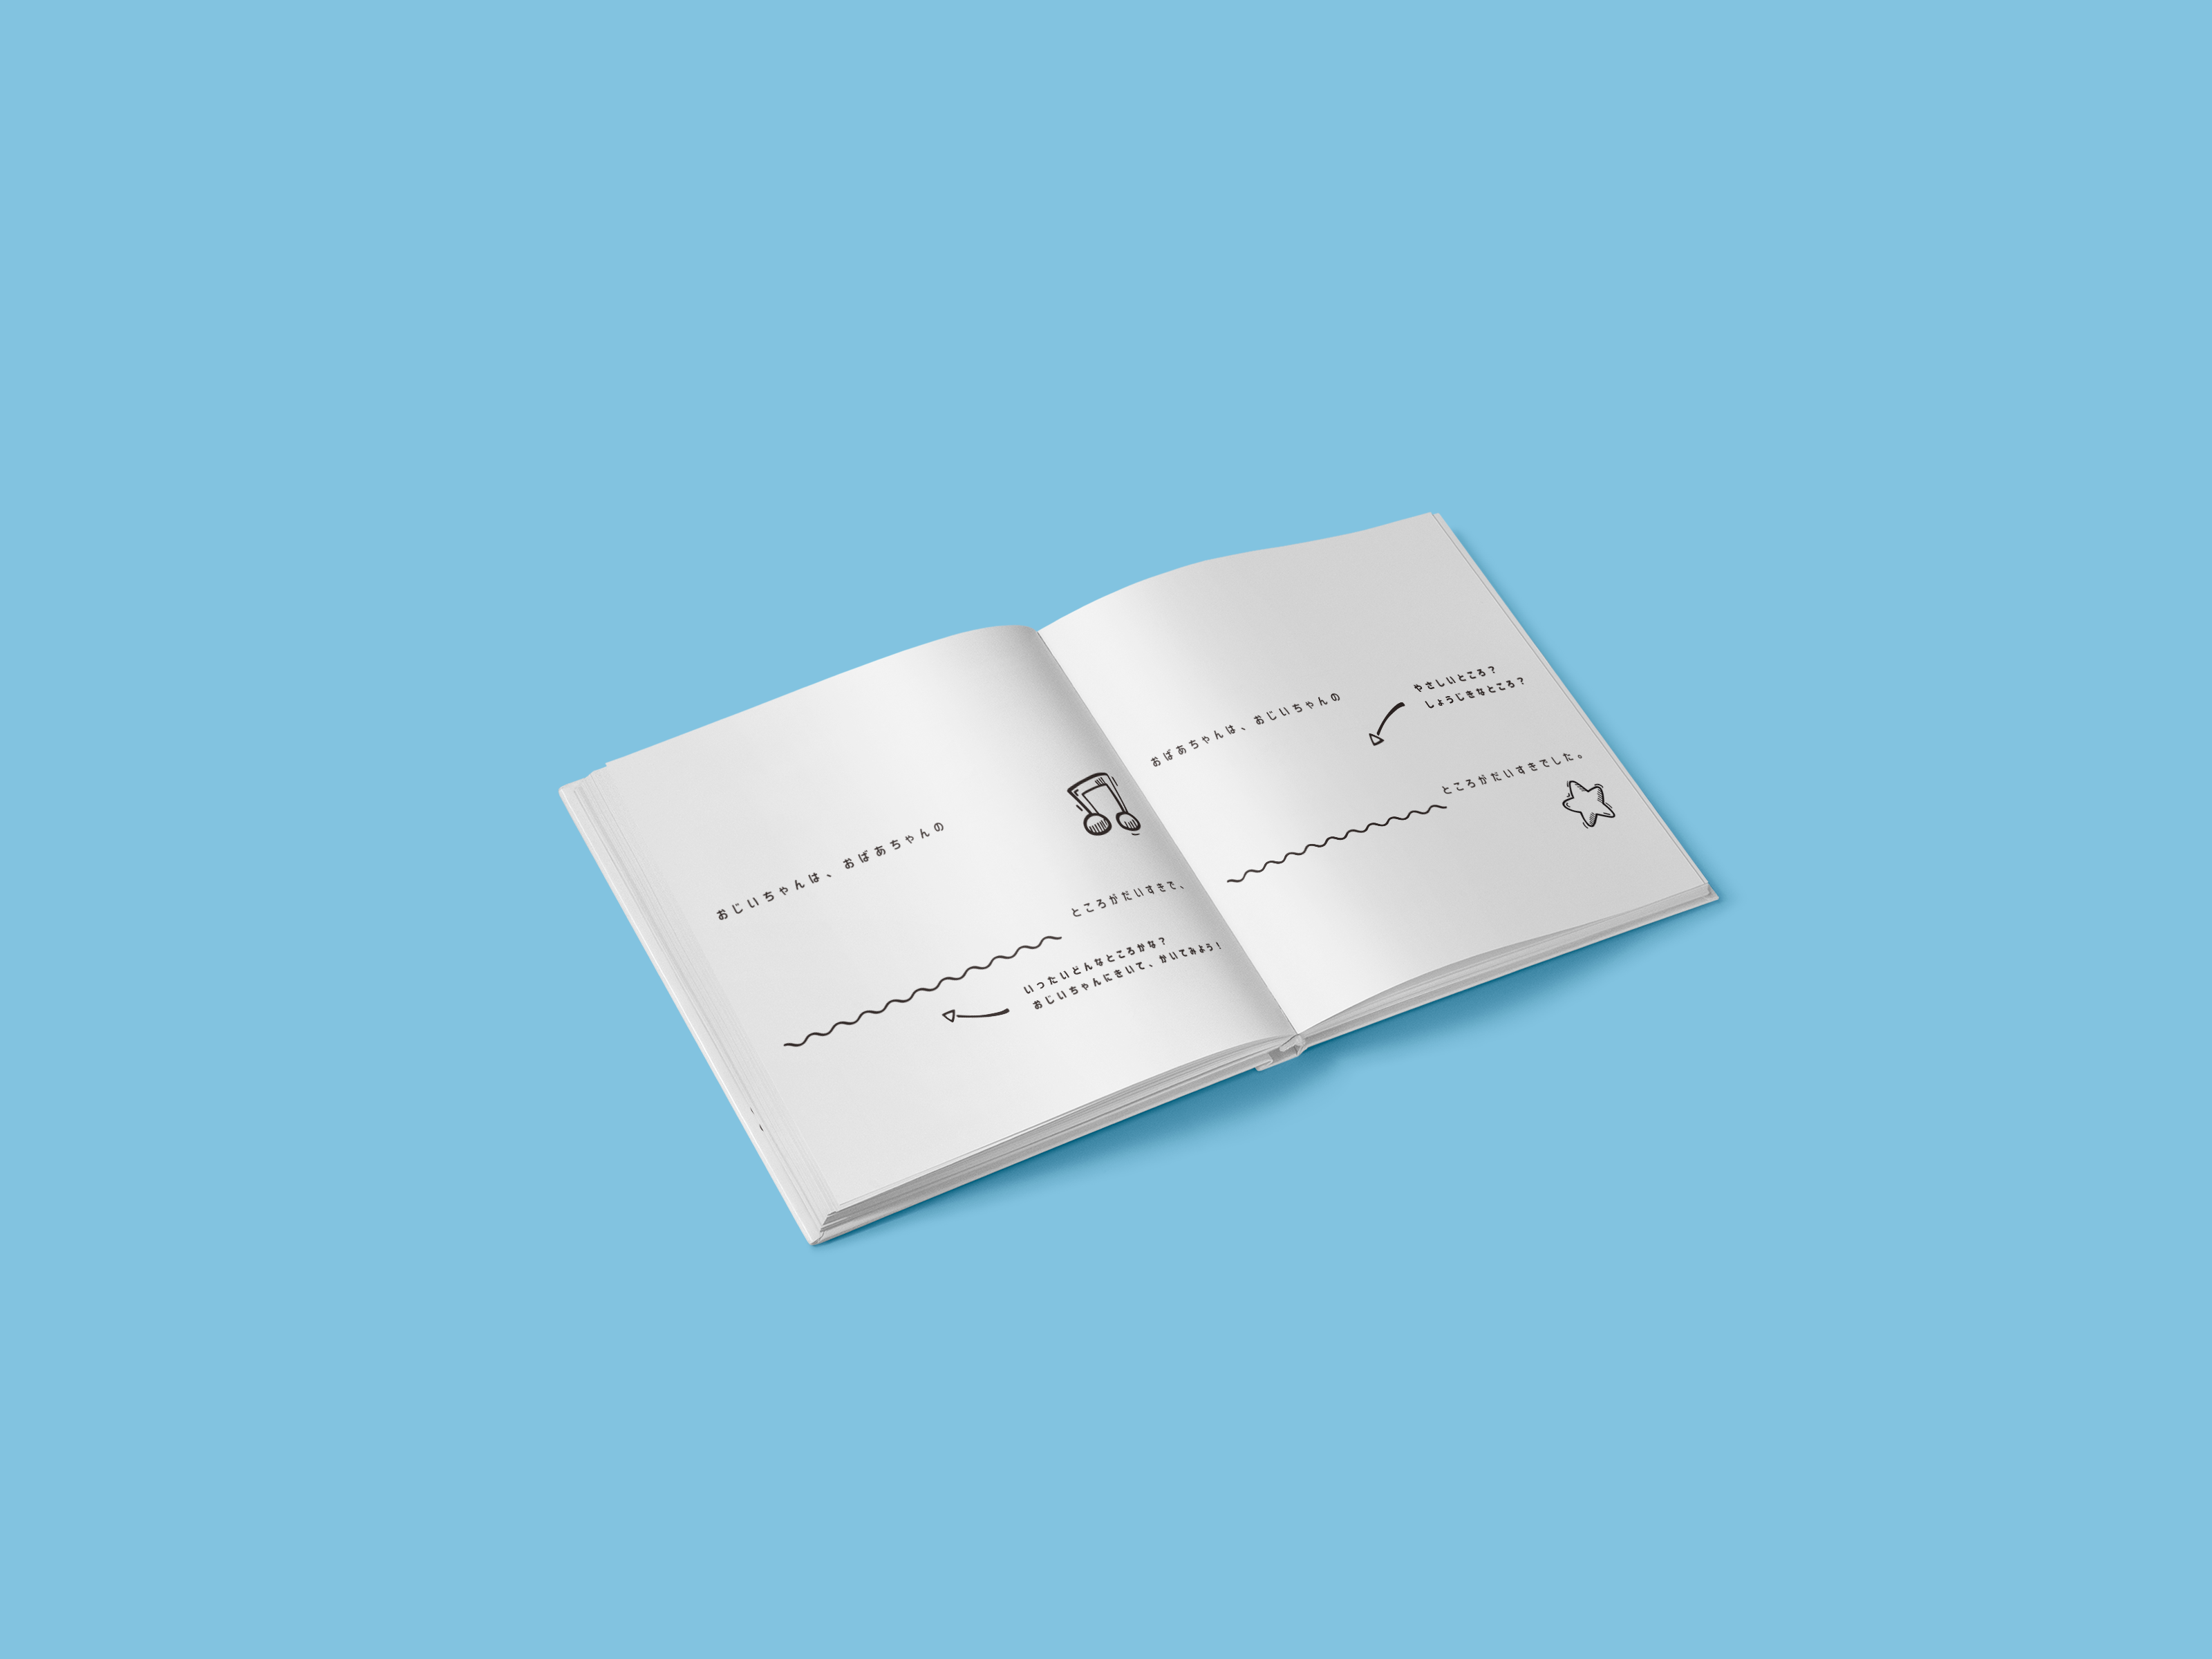 おじいちゃんは、おばあちゃんの
ところがだいすきで、
いったいどんなところかな?
おじいちゃんにきいて、かいてみよう!
おばあちゃんは、おじいちゃんの
やさしいところ?
しょうじきなところ?
ところがだいすきでした。